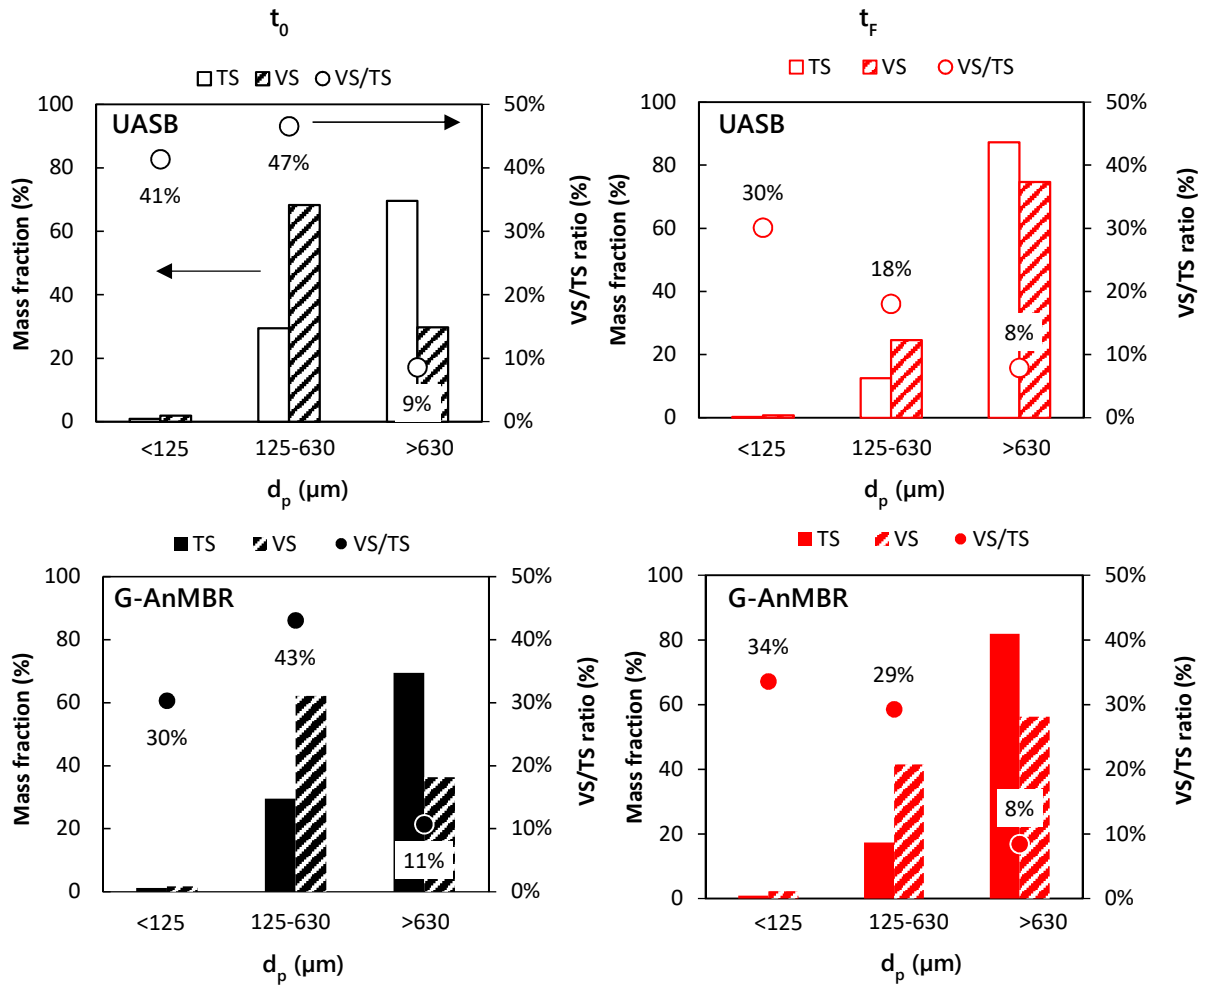 t0
tF
TS VS VS/TS
TS VS VS/TS
UASB
Mass fraction (%)
100
80
60
40
20
0
50%
40%
30%
20%
10%
0%
VS/TS ratio (%)
41%
47%
9%
<125 125-630 >630
dp (µm)
UASB
Mass fraction (%)
100
80
60
40
20
0
50%
40%
30%
20%
10%
0%
VS/TS ratio (%)
30%
18%
8%
<125 125-630 >630
dp (µm)
TS VS VS/TS
TS VS VS/TS
G-AnMBR
Mass fraction (%)
100
80
60
40
20
0
50%
40%
30%
20%
10%
0%
VS/TS ratio (%)
30%
43%
11%
<125 125-630 >630
dp (µm)
G-AnMBR
Mass fraction (%)
100
80
60
40
20
0
50%
40%
30%
20%
10%
0%
VS/TS ratio (%)
34%
29%
8%
<125 125-630 >630
dp (µm)